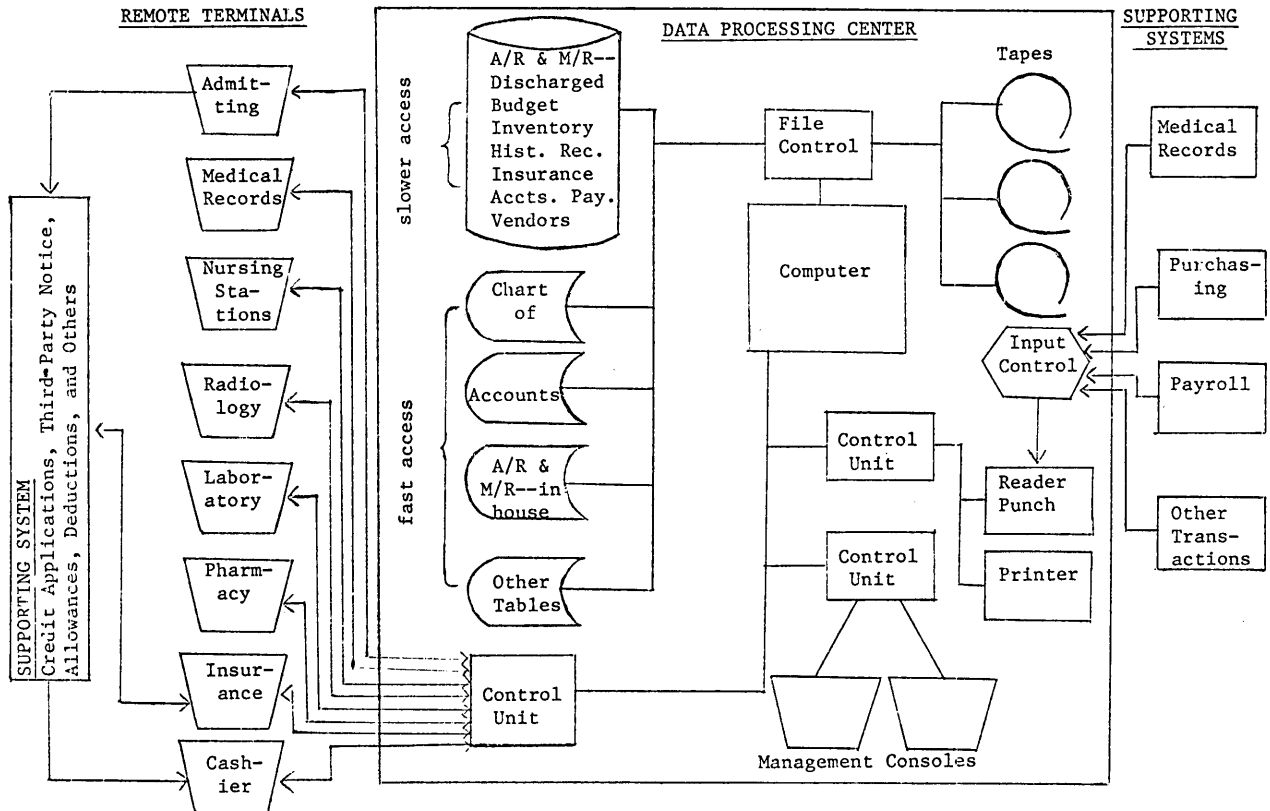 REMOTE TERMINALS
DATA PROCESSING CENTER
SUPPORTING
SYSTEMS
SUPPORTING SYSTEM
Credit Applications, Third-Party Notice,
Allowances, Deductions, and Others
Admit-
ting
Medical
Records
Nursing
Sta-
tions
Radio-
logy
Labor-
atory
Pharm-
acy
Insur-
ance
Cash-
ier
slower access
A/R & M/R--
Discharged
Budget
Inventory
Hist. Rec.
Insurance
Accts. Pay.
Vendors
fast access
Chart
of
Accounts
A/R &
M/R--in
house
Other
Tables
Control
Unit
File
Control
Computer
Tapes
Input
Control
Control
Unit
Reader
Punch
Printer
Control
Unit
Management Consoles
Medical
Records
Purchas-
ing
Payroll
Other
Trans-
actions